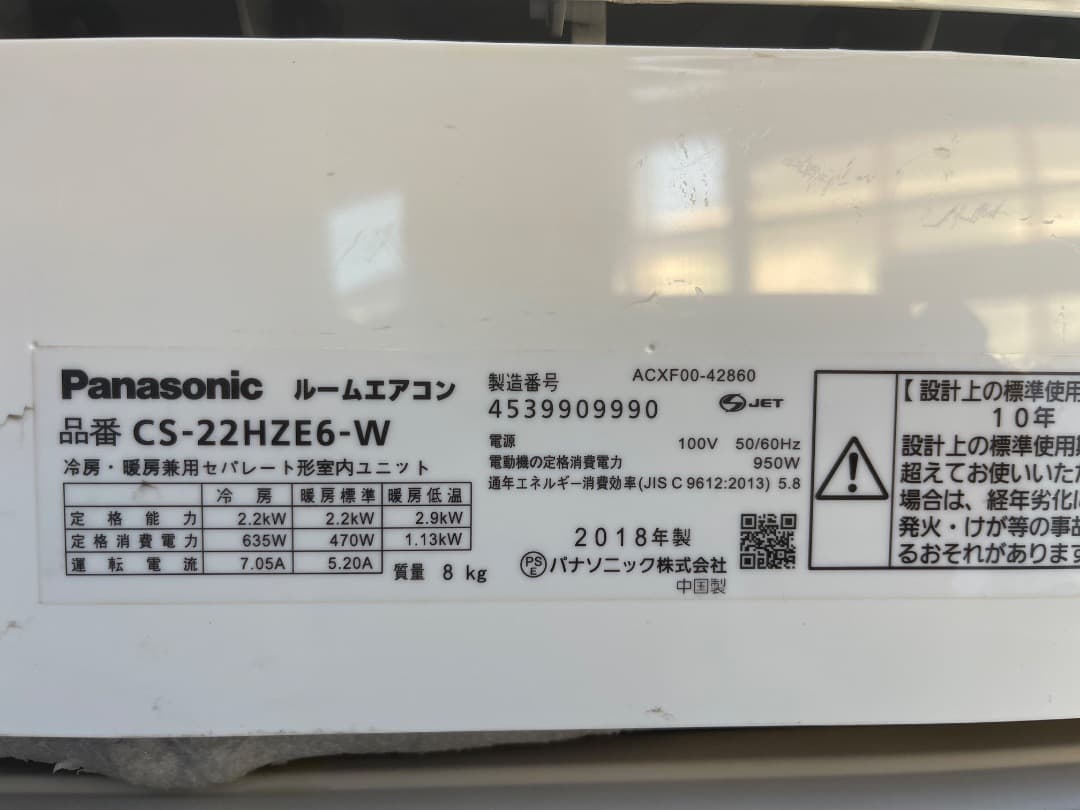 Panasonic ルームエアコン
品番 CS-22HZE6-W
冷房・暖房兼用セパレート形室内ユニット
冷房 暖房標準 暖房低温
定格能力 2.2kW 2.2kW 2.9kW
定格消費電力 635W 470W 1.13kW
運転電流 7.05A 5.20A
質量 8 kg
製造番号 ACXF00-42860
4539909990 JET
電源 100V 50/60Hz
電動機の定格消費電力 950W
通年エネルギー消費効率(JIS C 9612:2013) 5.8
2018年製
PSE パナソニック株式会社
中国製
【設計上の標準使用
10年
設計上の標準使用期
超えてお使いいただ
場合は、経年劣化に
発火・けが等の事故
るおそれがあります